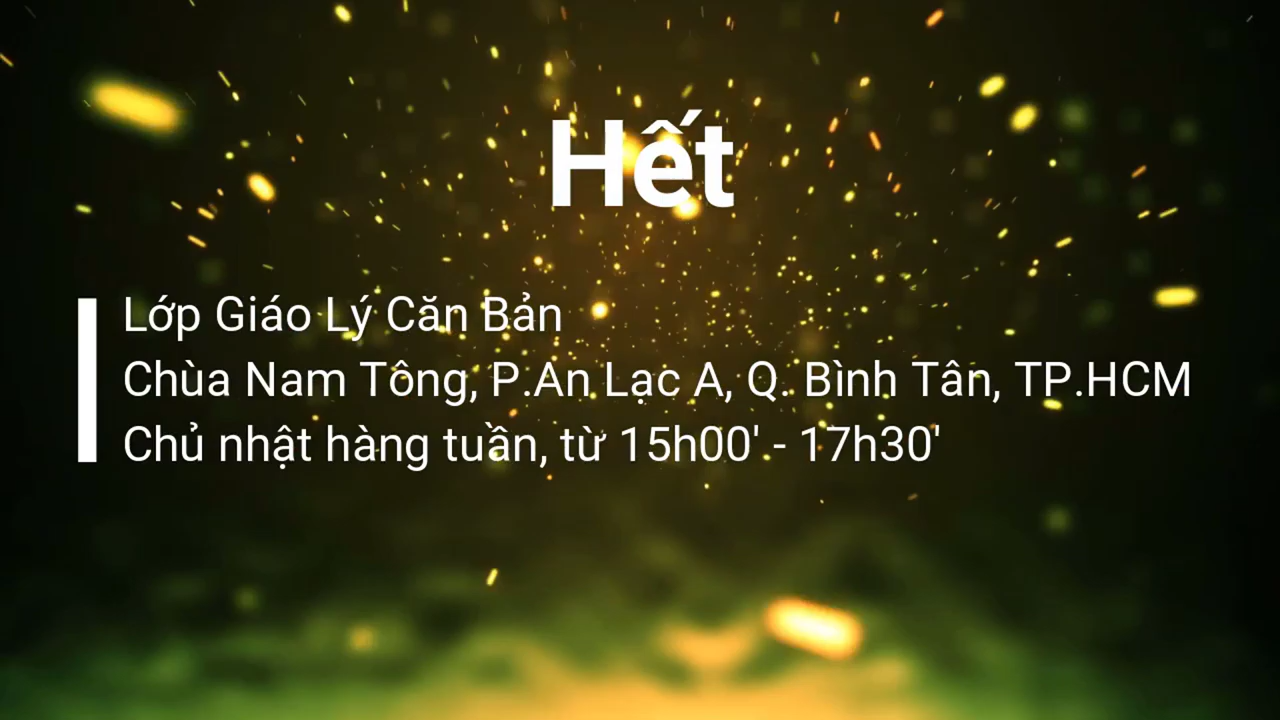 Hết
Lớp Giáo Lý Căn Bản
Chùa Nam Tông, P.An Lạc A, Q. Bình Tân, TP.HCM
Chủ nhật hàng tuần, từ 15h00' - 17h30'